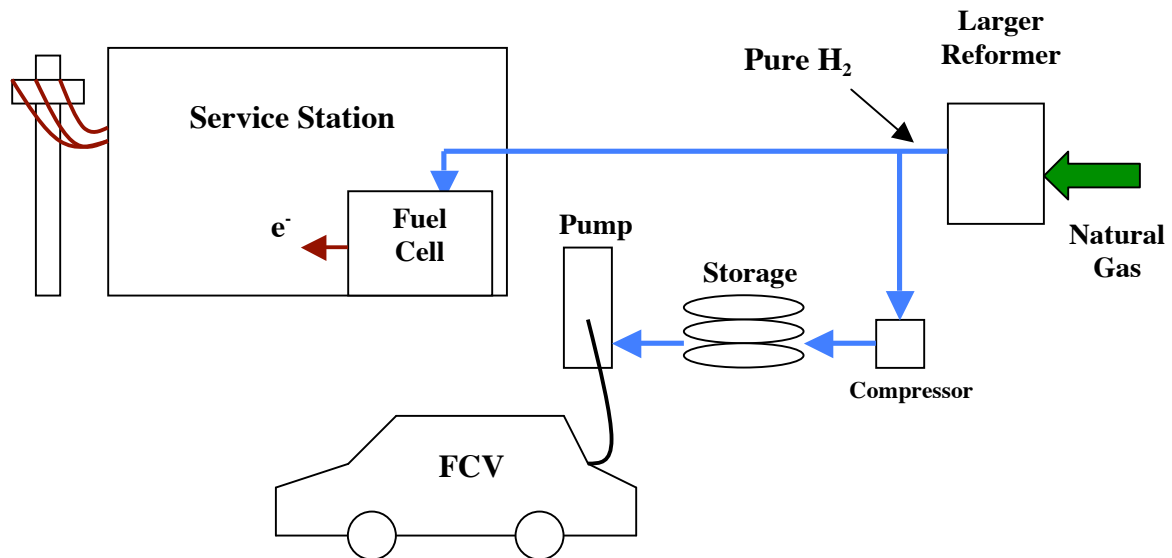 Larger
Reformer
Pure H₂
Service Station
Fuel
Cell
e⁻
Pump
Natural
Gas
Storage
Compressor
FCV